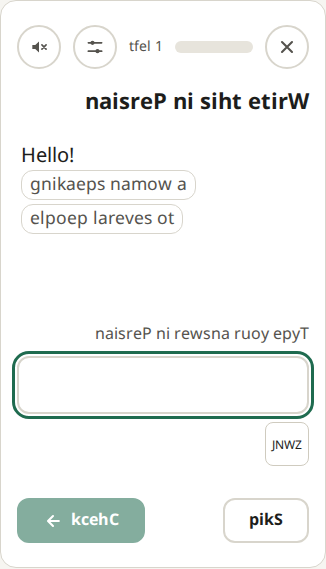 tfel 1
naisreP ni siht etirW
Hello!
gnikaeps namow a
elpoep lareves ot
naisreP ni rewsna ruoy epyT
JNWZ
kcehC
pikS